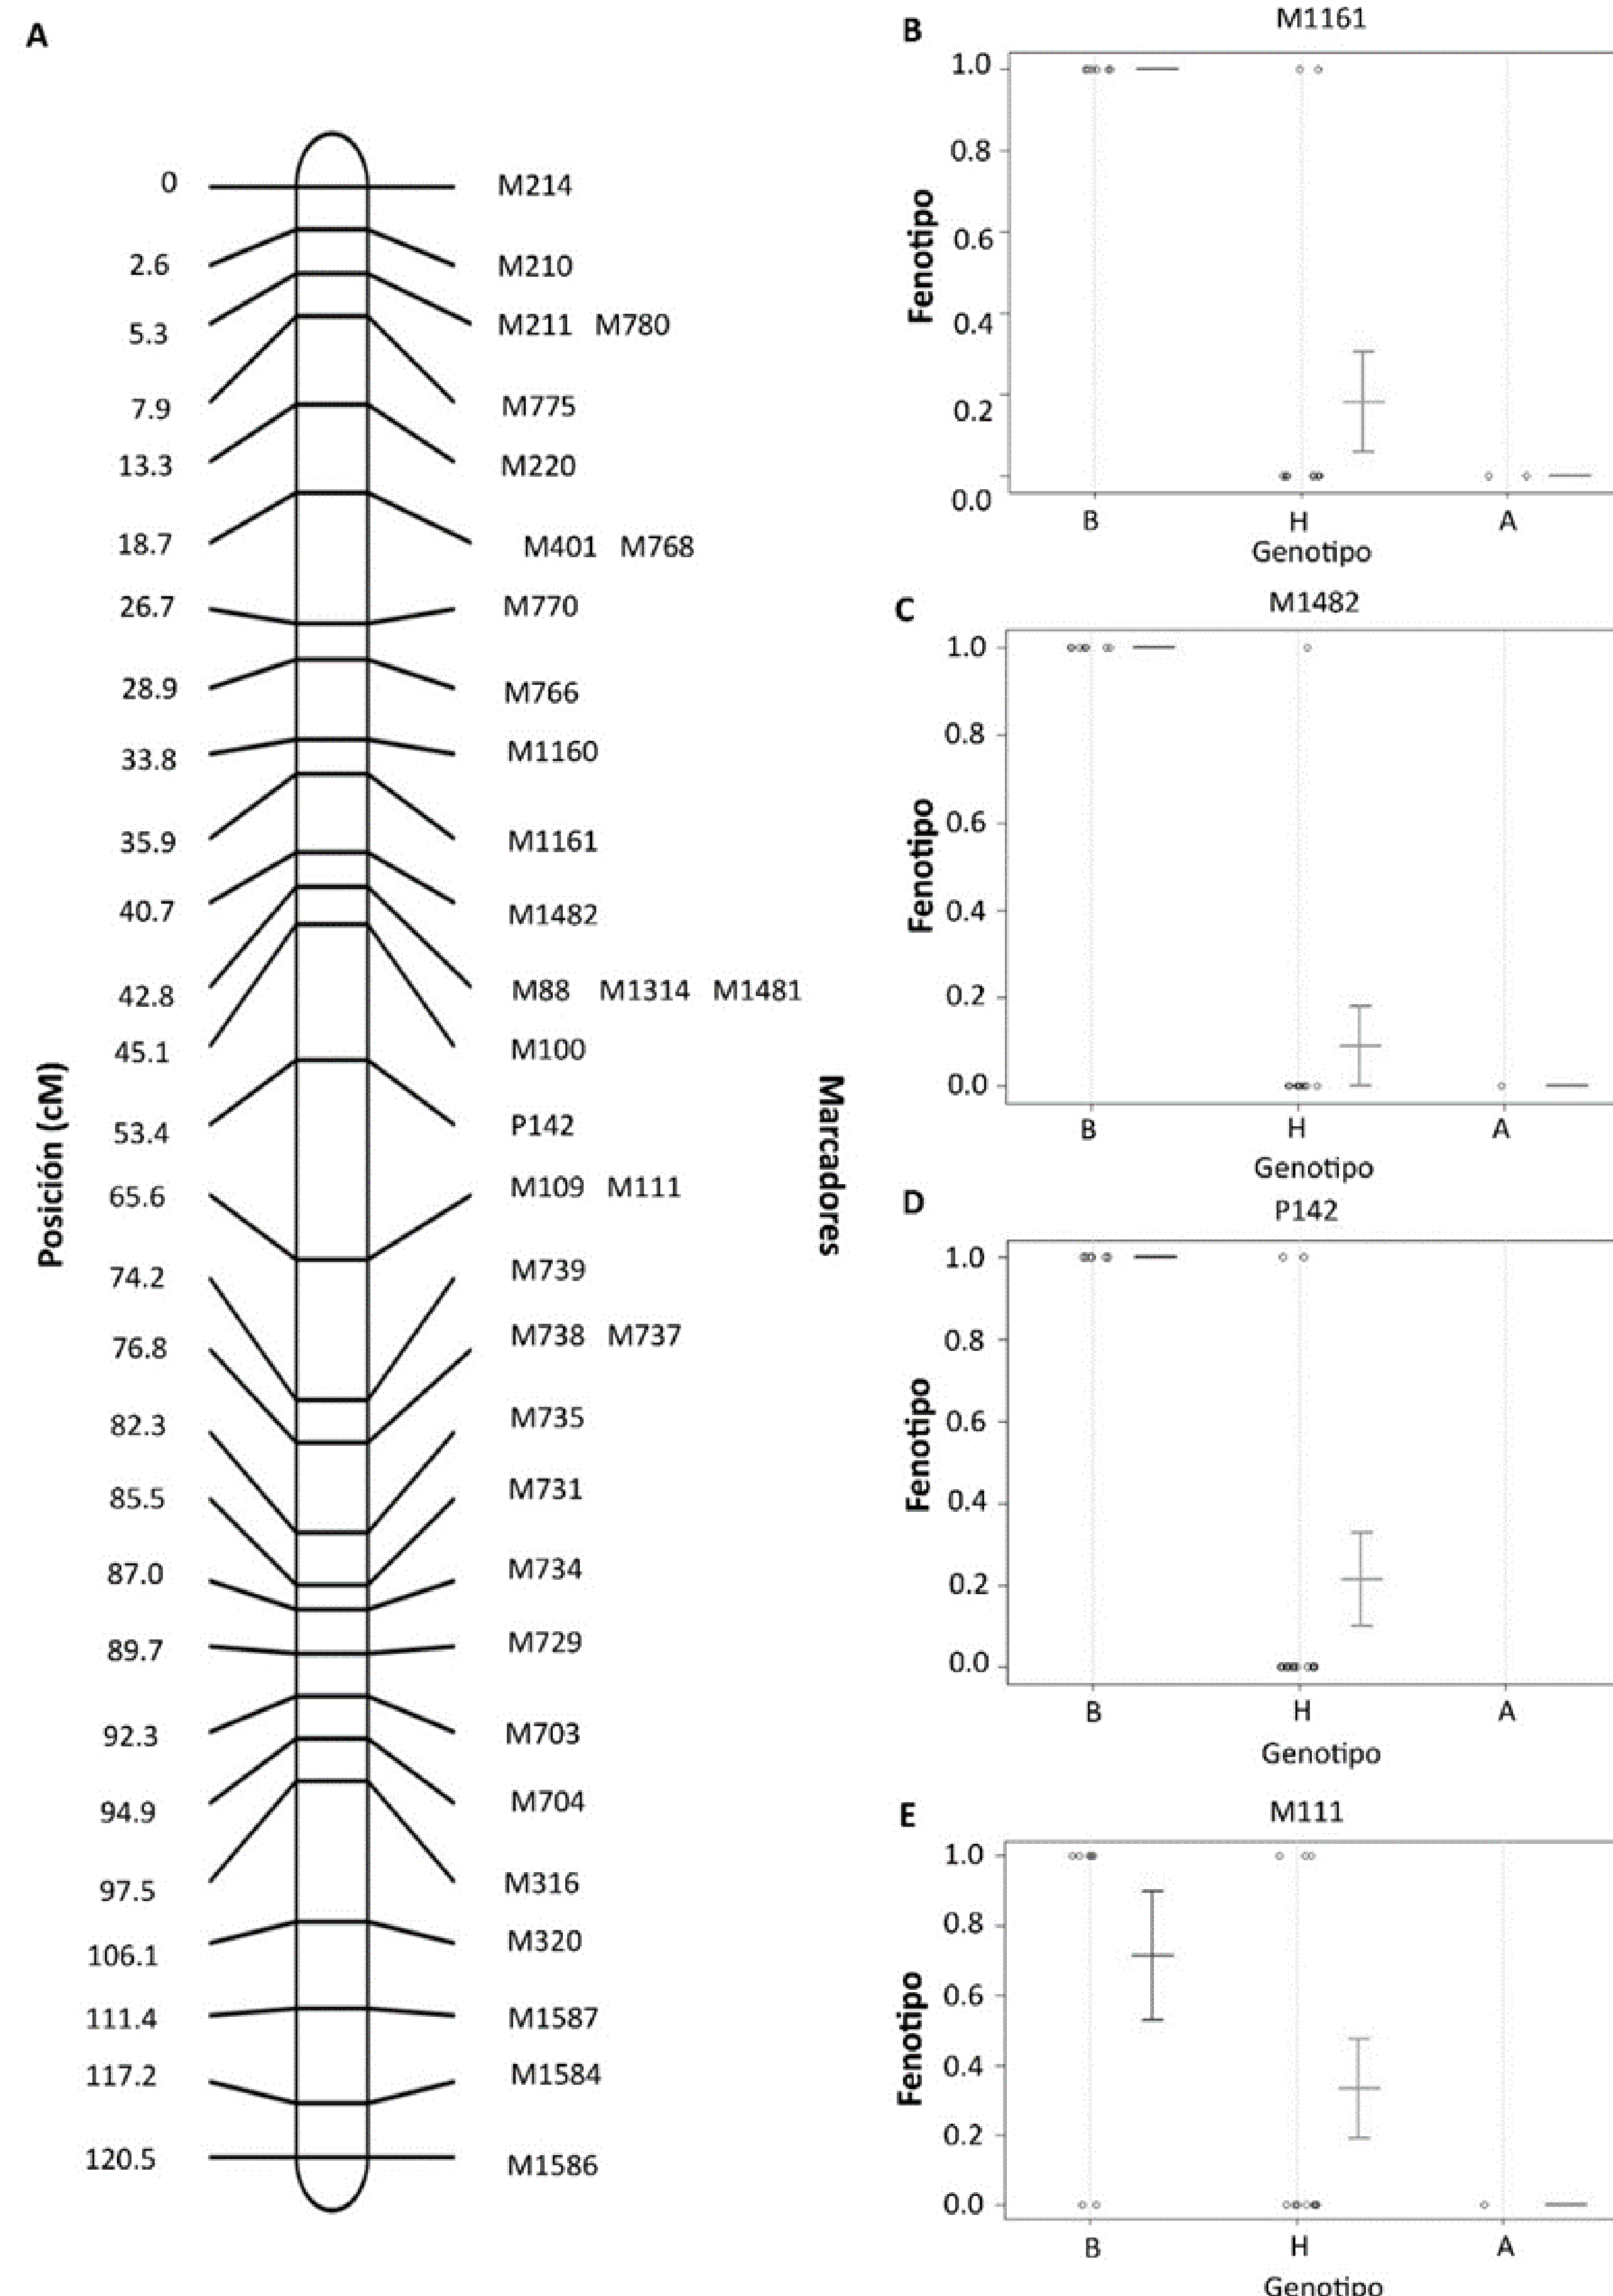 A
0 M214
2.6 M210
5.3 M211 M780
7.9 M775
13.3 M220
18.7 M401 M768
26.7 M770
28.9 M766
33.8 M1160
35.9 M1161
40.7 M1482
42.8 M88 M1314 M1481
45.1 M100
53.4 P142
65.6 M109 M111
74.2 M739
76.8 M738 M737
82.3 M735
85.5 M731
87.0 M734
89.7 M729
92.3 M703
94.9 M704
97.5 M316
106.1 M320
111.4 M1587
117.2 M1584
120.5 M1586
Posición (cM)
Marcadores
B
M1161
1.0
0.8
0.6
0.4
0.2
0.0
Fenotipo
B H A
Genotipo
C
M1482
1.0
0.8
0.6
0.4
0.2
0.0
Fenotipo
B H A
Genotipo
D
P142
1.0
0.8
0.6
0.4
0.2
0.0
Fenotipo
B H A
Genotipo
E
M111
1.0
0.8
0.6
0.4
0.2
0.0
Fenotipo
B H A
Genotipo